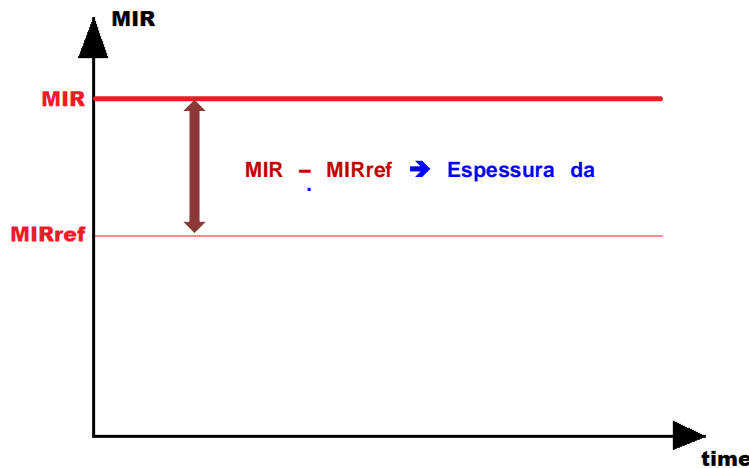 MIR
MIR
MIR – MIRref ➔ Espessura da
.
MIRref
time